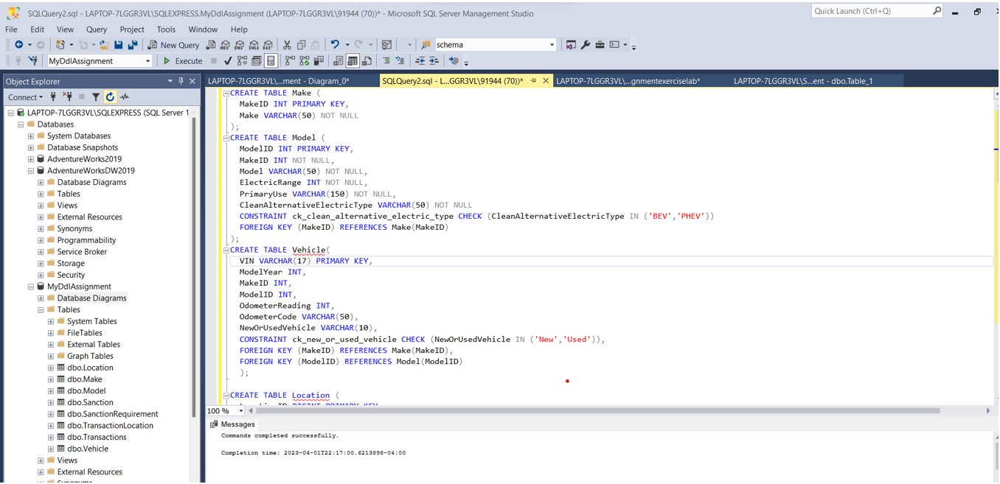 SQLQuery2.sql - LAPTOP-7LGGR3VL\SQLEXPRESS.MyDdlAssignment (LAPTOP-7LGGR3VL\91944 (70))* - Microsoft SQL Server Management Studio
Quick Launch (Ctrl+Q)
File Edit View Query Project Tools Window Help
New Query MDX DMX XMLA DAX schema
MyDdlAssignment Execute
Object Explorer
Connect
LAPTOP-7LGGR3VL\SQLEXPRESS (SQL Server 1
Databases
System Databases
Database Snapshots
AdventureWorks2019
AdventureWorksDW2019
Database Diagrams
Tables
Views
External Resources
Synonyms
Programmability
Service Broker
Storage
Security
MyDdlAssignment
Database Diagrams
Tables
System Tables
FileTables
External Tables
Graph Tables
dbo.Location
dbo.Make
dbo.Model
dbo.Sanction
dbo.SanctionRequirement
dbo.TransactionLocation
dbo.Transactions
dbo.Vehicle
Views
External Resources
Synonyms
LAPTOP-7LGGR3VL\...ment - Diagram_0* SQLQuery2.sql - L...GGR3VL\91944 (70))* LAPTOP-7LGGR3VL\...gnmentexerciselab* LAPTOP-7LGGR3VL\S...ent - dbo.Table_1
CREATE TABLE Make (
MakeID INT PRIMARY KEY,
Make VARCHAR(50) NOT NULL
);
CREATE TABLE Model (
ModelID INT PRIMARY KEY,
MakeID INT NOT NULL,
Model VARCHAR(50) NOT NULL,
ElectricRange INT NOT NULL,
PrimaryUse VARCHAR(150) NOT NULL,
CleanAlternativeElectricType VARCHAR(50) NOT NULL
CONSTRAINT ck_clean_alternative_electric_type CHECK (CleanAlternativeElectricType IN ('BEV','PHEV'))
FOREIGN KEY (MakeID) REFERENCES Make(MakeID)
);
CREATE TABLE Vehicle(
VIN VARCHAR(17) PRIMARY KEY,
ModelYear INT,
MakeID INT,
ModelID INT,
OdometerReading INT,
OdometerCode VARCHAR(50),
NewOrUsedVehicle VARCHAR(10),
CONSTRAINT ck_new_or_used_vehicle CHECK (NewOrUsedVehicle IN ('New','Used')),
FOREIGN KEY (MakeID) REFERENCES Make(MakeID),
FOREIGN KEY (ModelID) REFERENCES Model(ModelID)
);
CREATE TABLE Location (
LocationID BIGINT PRIMARY KEY
100 %
Messages
Commands completed successfully.
Completion time: 2023-04-01T22:17:00.6213898-04:00